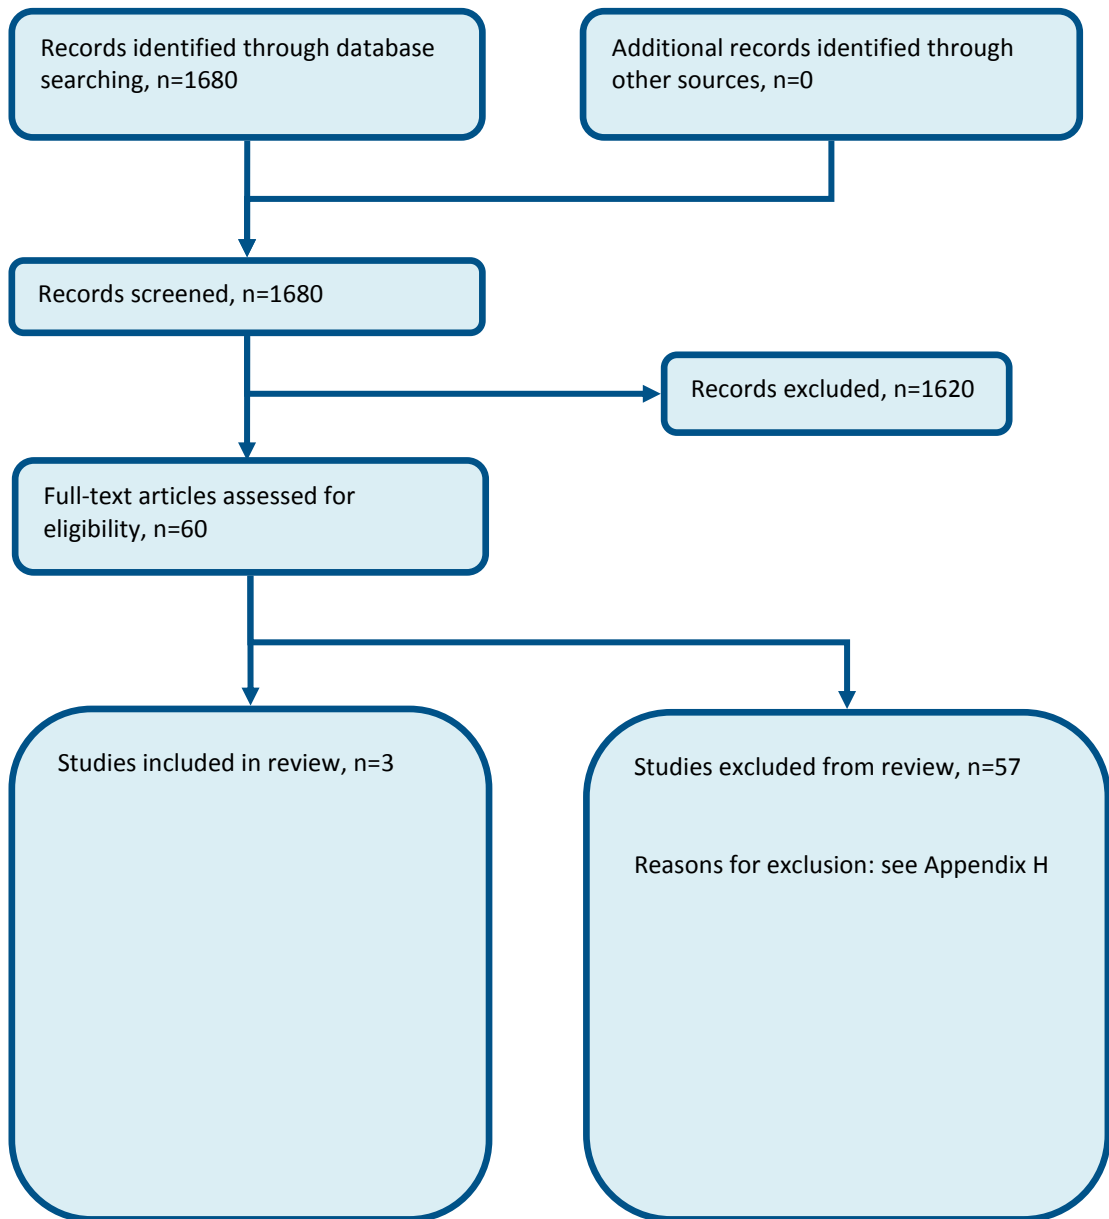 Records identified through database
searching, n=1680
Additional records identified through
other sources, n=0
Records screened, n=1680
Records excluded, n=1620
Full-text articles assessed for
eligibility, n=60
Studies included in review, n=3
Studies excluded from review, n=57
Reasons for exclusion: see Appendix H